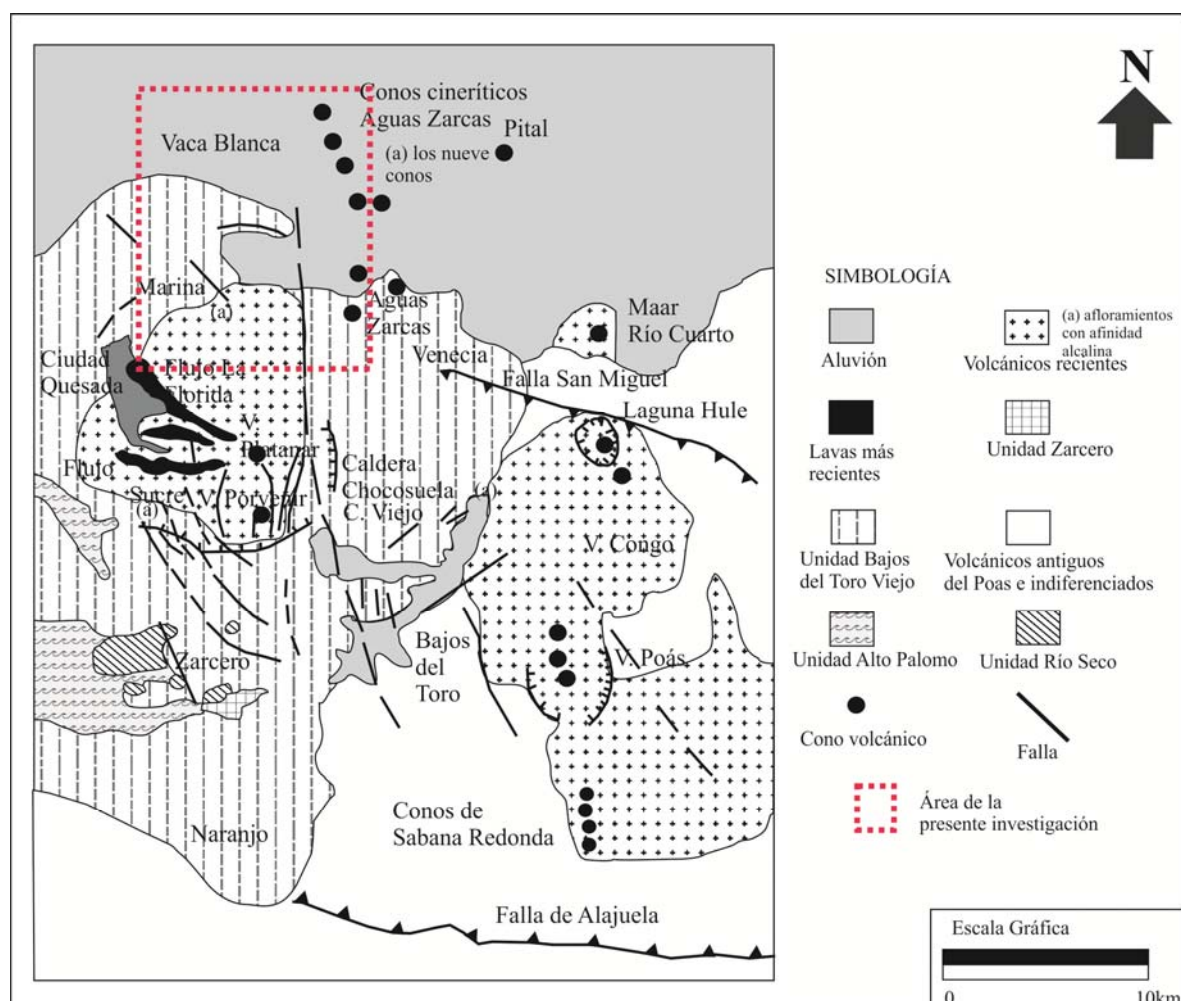 Conos cineríticos
Aguas Zarcas
Pital
Vaca Blanca
(a) los nueve
conos
Marina
(a)
Aguas
Zarcas
Maar
Río Cuarto
Ciudad
Quesada
Flujo La
Florida
Venecia
Falla San Miguel
Laguna Hule
V.
Platanar
Flujo
Sucre
(a)
V. Porvenir
Caldera
Chocosuela
C. Viejo
(a)
V. Congo
Zarcero
Bajos
del
Toro
V. Poás
Naranjo
Conos de
Sabana Redonda
Falla de Alajuela
N
SIMBOLOGÍA
Aluvión
(a) afloramientos
con afinidad
alcalina
Volcánicos recientes
Lavas más
recientes
Unidad Zarcero
Unidad Bajos
del Toro Viejo
Volcánicos antiguos
del Poas e indiferenciados
Unidad Alto Palomo
Unidad Río Seco
Cono volcánico
Falla
Área de la
presente investigación
Escala Gráfica
0 10km